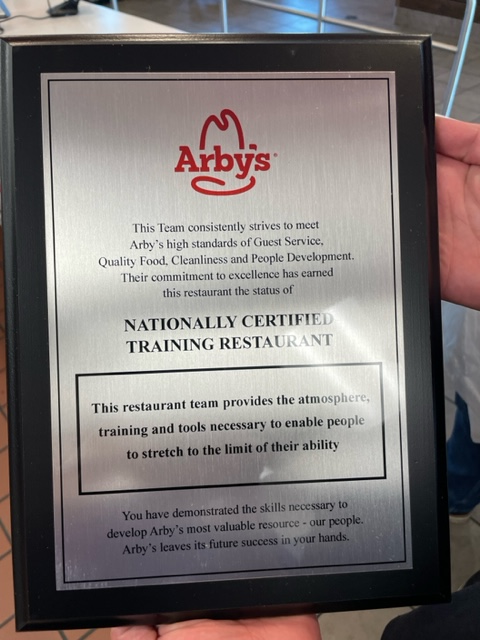 Arby's
This Team consistently strives to meet
Arby's high standards of Guest Service,
Quality Food, Cleanliness and People Development.
Their commitment to excellence has earned
this restaurant the status of
NATIONALLY CERTIFIED
TRAINING RESTAURANT
This restaurant team provides the atmosphere,
training and tools necessary to enable people
to stretch to the limit of their ability
You have demonstrated the skills necessary to
develop Arby's most valuable resource - our people.
Arby's leaves its future success in your hands.